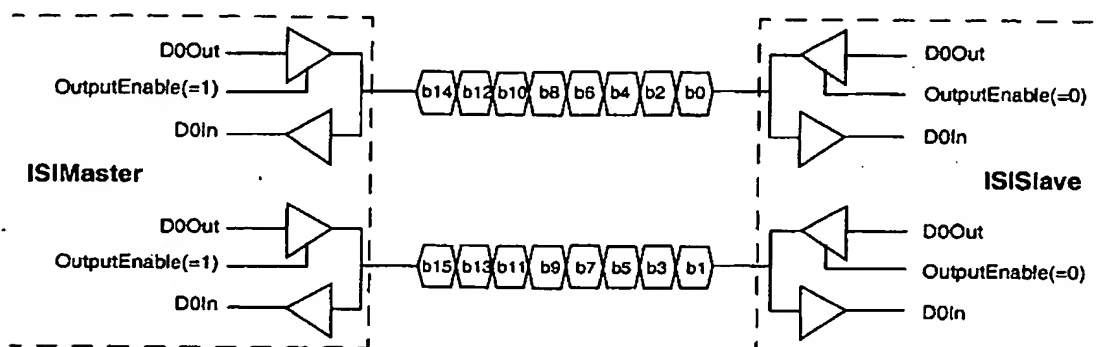 D0Out D0Out
OutputEnable(=1) b14 b12 b10 b8 b6 b4 b2 b0 OutputEnable(=0)
D0In D0In
ISIMaster ISISlave
D0Out D0Out
OutputEnable(=1) b15 b13 b11 b9 b7 b5 b3 b1 OutputEnable(=0)
D0In D0In